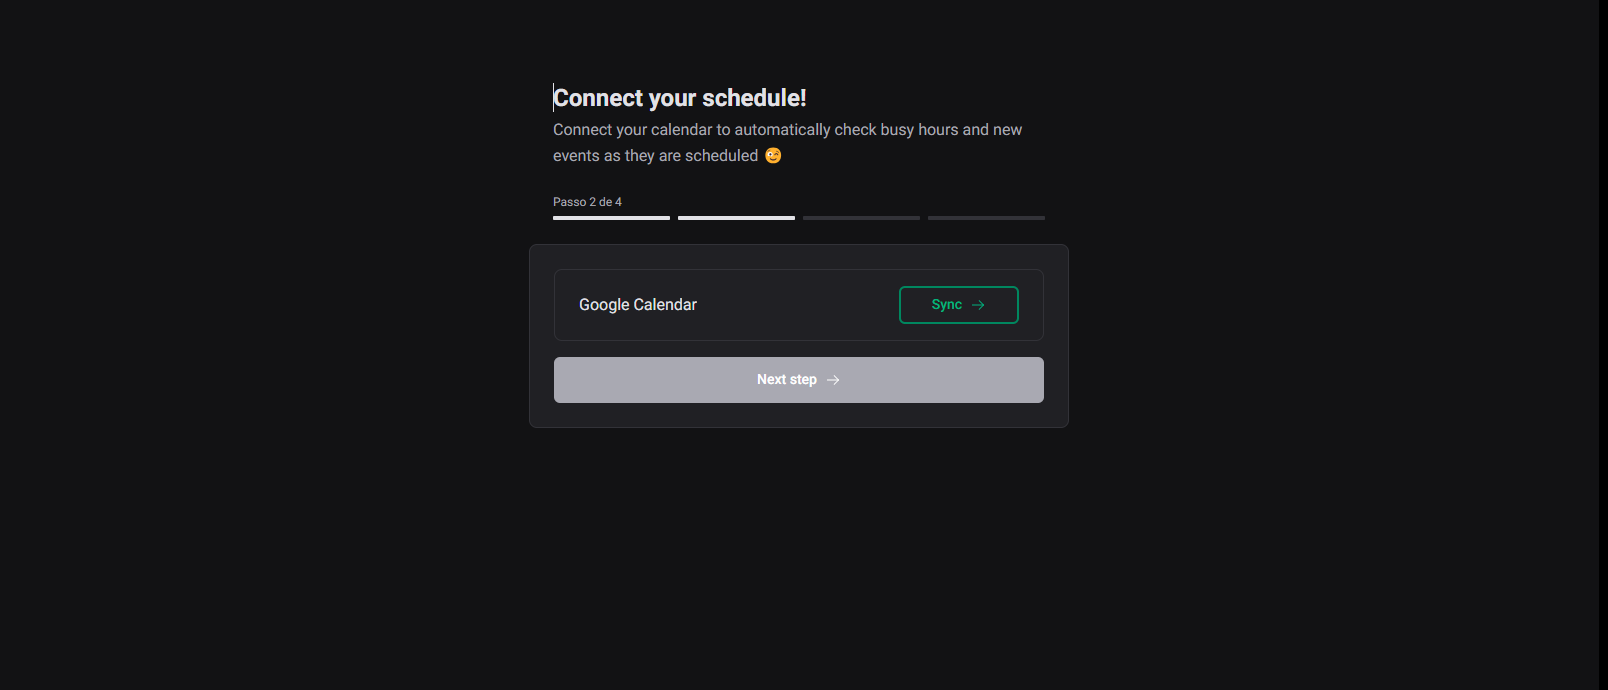 Connect your schedule!
Connect your calendar to automatically check busy hours and new
events as they are scheduled 😉
Passo 2 de 4
Google Calendar
Sync →
Next step →